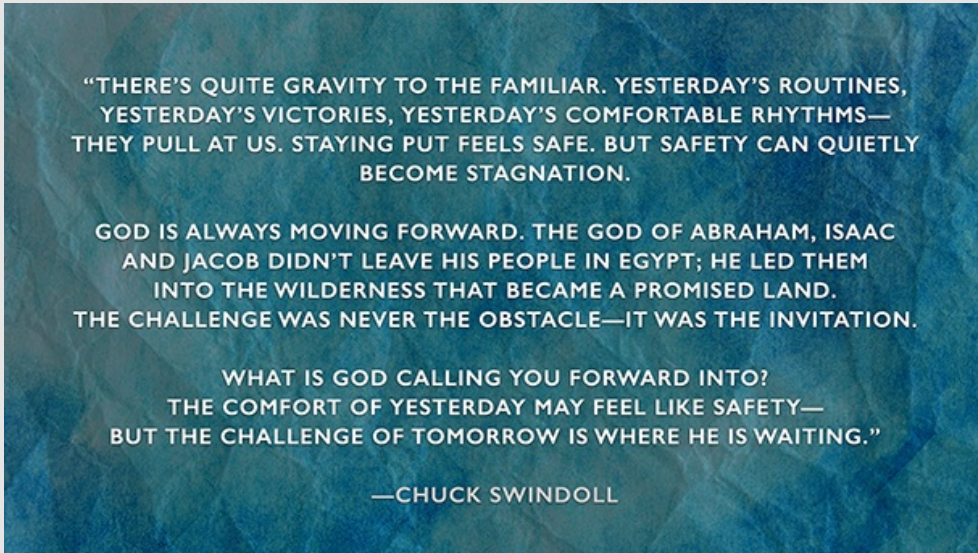 “THERE’S QUITE GRAVITY TO THE FAMILIAR. YESTERDAY’S ROUTINES,
YESTERDAY’S VICTORIES, YESTERDAY’S COMFORTABLE RHYTHMS—
THEY PULL AT US. STAYING PUT FEELS SAFE. BUT SAFETY CAN QUIETLY
BECOME STAGNATION.
GOD IS ALWAYS MOVING FORWARD. THE GOD OF ABRAHAM, ISAAC
AND JACOB DIDN’T LEAVE HIS PEOPLE IN EGYPT; HE LED THEM
INTO THE WILDERNESS THAT BECAME A PROMISED LAND.
THE CHALLENGE WAS NEVER THE OBSTACLE—IT WAS THE INVITATION.
WHAT IS GOD CALLING YOU FORWARD INTO?
THE COMFORT OF YESTERDAY MAY FEEL LIKE SAFETY—
BUT THE CHALLENGE OF TOMORROW IS WHERE HE IS WAITING.”
—CHUCK SWINDOLL